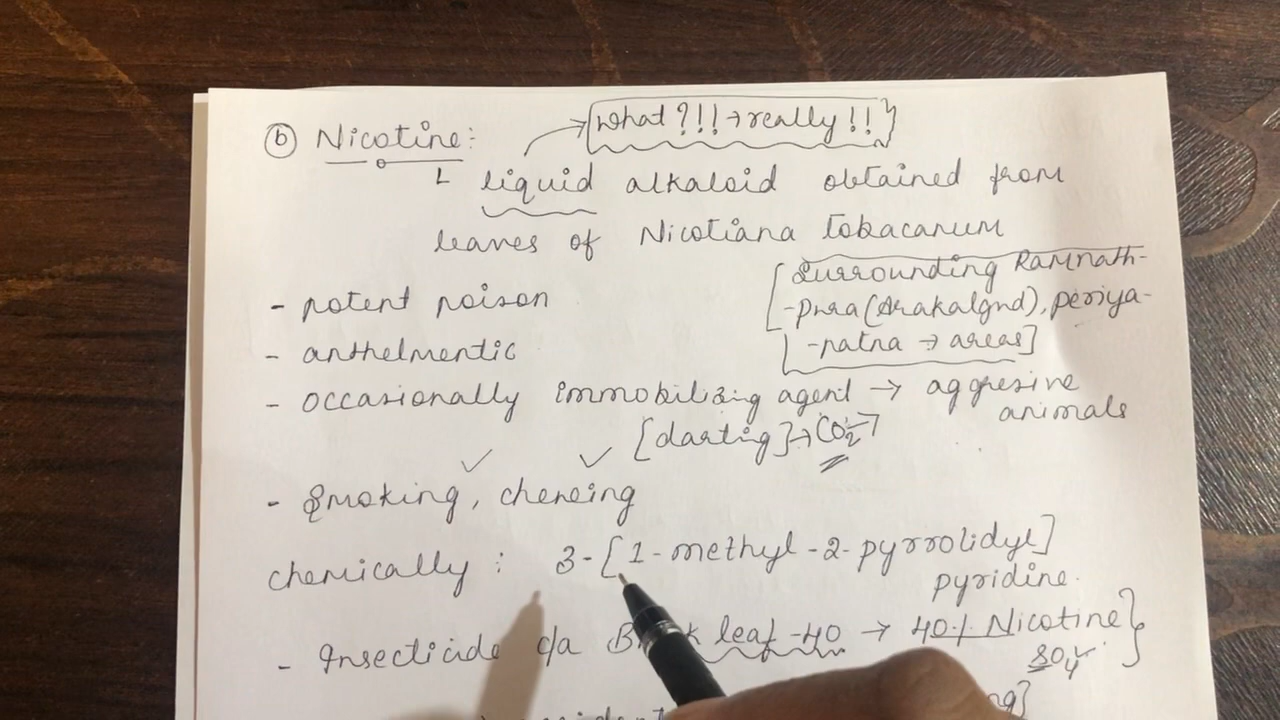 (b) Nicotine:
[what ?!! → really !!}
↳ liquid alkaloid obtained from
leaves of Nicotiana tobacanum
[Surrounding Ramnath-
-pura (Arakalgnd), periya-
-patna → areas]
- potent poison
- anthelmentic
- occasionally immobilizing agent → aggresive
animals
[darting] → CO2 →
- Smoking, chewing
chemically : 3-[1-methyl-2-pyrrolidyl]
pyridine.
- Insecticide c/a leaf-40 → 40% Nicotine}
SO4